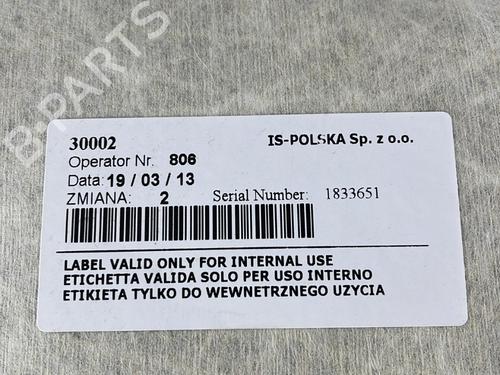 B-PARTS
30002
IS-POLSKA Sp. z o.o.
Operator Nr. 806
Data: 19 / 03 / 13
ZMIANA: 2 Serial Number: 1833651
LABEL VALID ONLY FOR INTERNAL USE
ETICHETTA VALIDA SOLO PER USO INTERNO
ETIKIETA TYLKO DO WEWNETRZNEGO UZYCIA